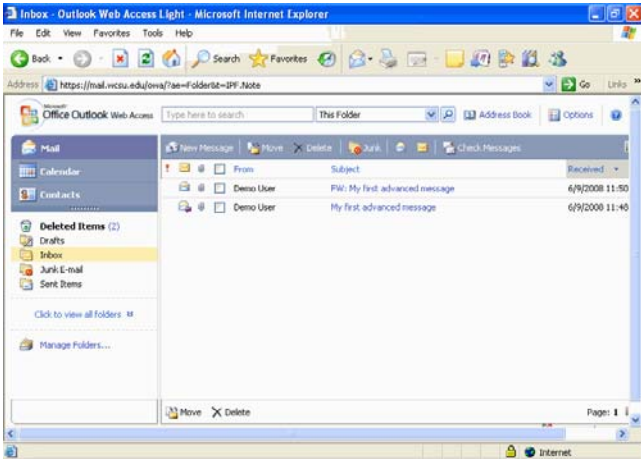 Inbox - Outlook Web Access Light - Microsoft Internet Explorer
File Edit View Favorites Tools Help
Back Search Favorites
Address https://mail.wcsu.edu/owa/?ae=Folder&t=IPF.Note Go Links »
Microsoft
Office Outlook Web Access Type here to search This Folder Address Book Options
Mail New Message Move Delete Junk Check Messages
Calendar ! From Subject Received
Contacts Demo User FW: My first advanced message 6/9/2008 11:50
Demo User My first advanced message 6/9/2008 11:48
Deleted Items (2)
Drafts
Inbox
Junk E-mail
Sent Items
Click to view all folders
Manage Folders...
Move Delete Page: 1
Internet